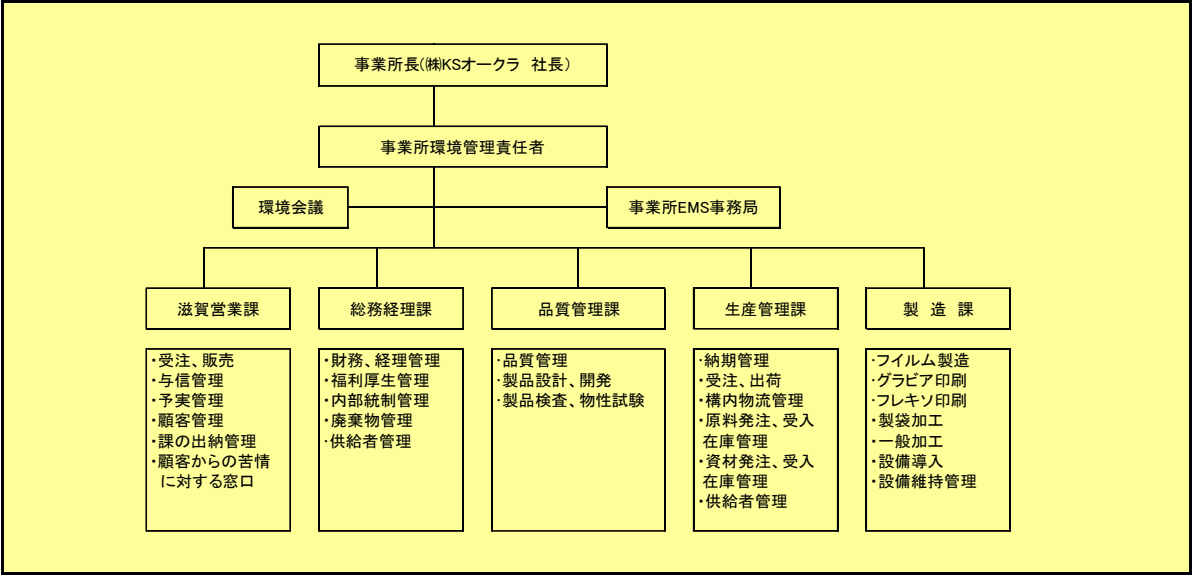 事業所長(㈱KSオークラ 社長)
事業所環境管理責任者
環境会議
事業所EMS事務局
滋賀営業課
総務経理課
品質管理課
生産管理課
製 造 課
・受注、販売
・与信管理
・予実管理
・顧客管理
・課の出納管理
・顧客からの苦情
に対する窓口
・財務、経理管理
・福利厚生管理
・内部統制管理
・廃棄物管理
・供給者管理
・品質管理
・製品設計、開発
・製品検査、物性試験
・納期管理
・受注、出荷
・構内物流管理
・原料発注、受入
在庫管理
・資材発注、受入
在庫管理
・供給者管理
・フイルム製造
・グラビア印刷
・フレキソ印刷
・製袋加工
・一般加工
・設備導入
・設備維持管理